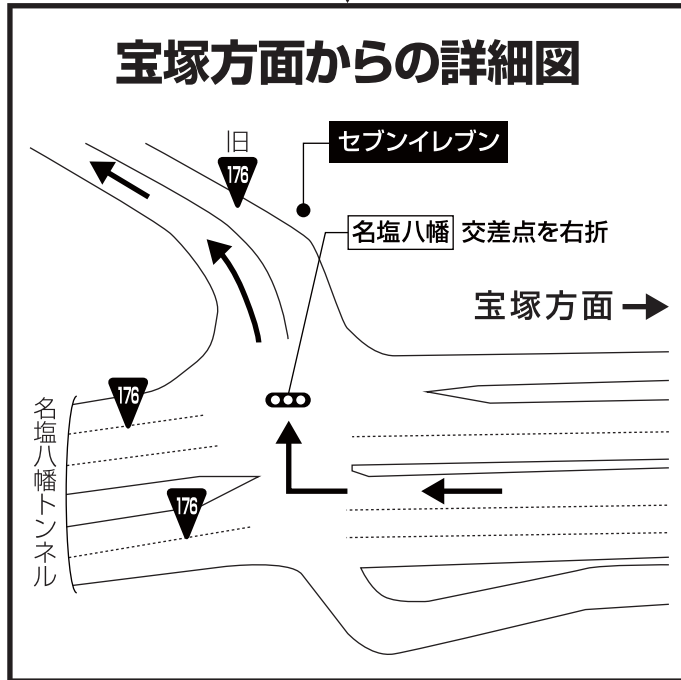 宝塚方面からの詳細図
旧
176
セブンイレブン
名塩八幡 交差点を右折
宝塚方面
176
名塩八幡トンネル
176